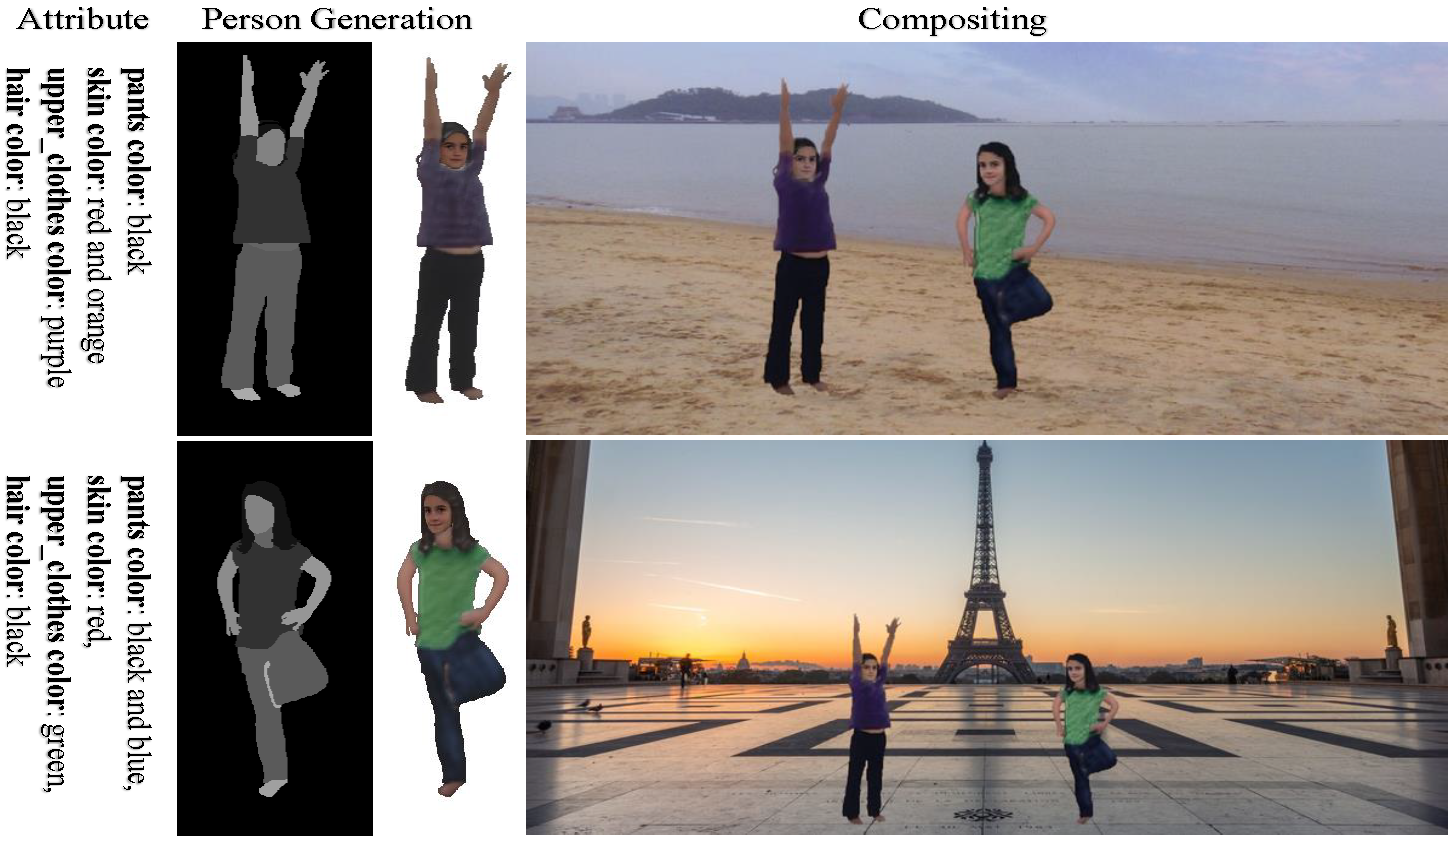 Attribute
Person Generation
Compositing
pants color: black
skin color: red and orange
upper_clothes color: purple
hair color: black
pants color: black and blue,
skin color: red,
upper_clothes color: green,
hair color: black